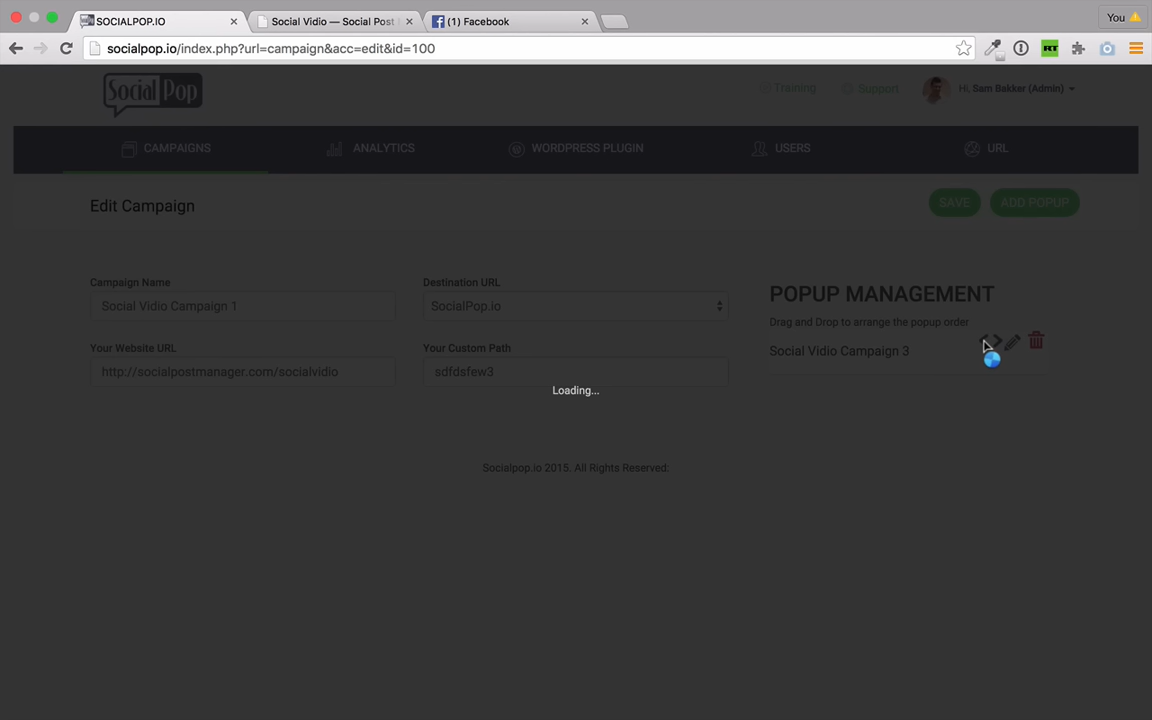 SOCIALPOP.IO
Social Vidio — Social Post
(1) Facebook
You
socialpop.io/index.php?url=campaign&acc=edit&id=100
RT
Social Pop
Training
Support
Hi, Sam Bakker (Admin)
CAMPAIGNS
ANALYTICS
WORDPRESS PLUGIN
USERS
URL
Edit Campaign
SAVE
ADD POPUP
Campaign Name
Destination URL
POPUP MANAGEMENT
Social Vidio Campaign 1
SocialPop.io
Drag and Drop to arrange the popup order
Your Website URL
Your Custom Path
Social Vidio Campaign 3
http://socialpostmanager.com/socialvidio
sdfdsfew3
Loading...
Socialpop.io 2015. All Rights Reserved.